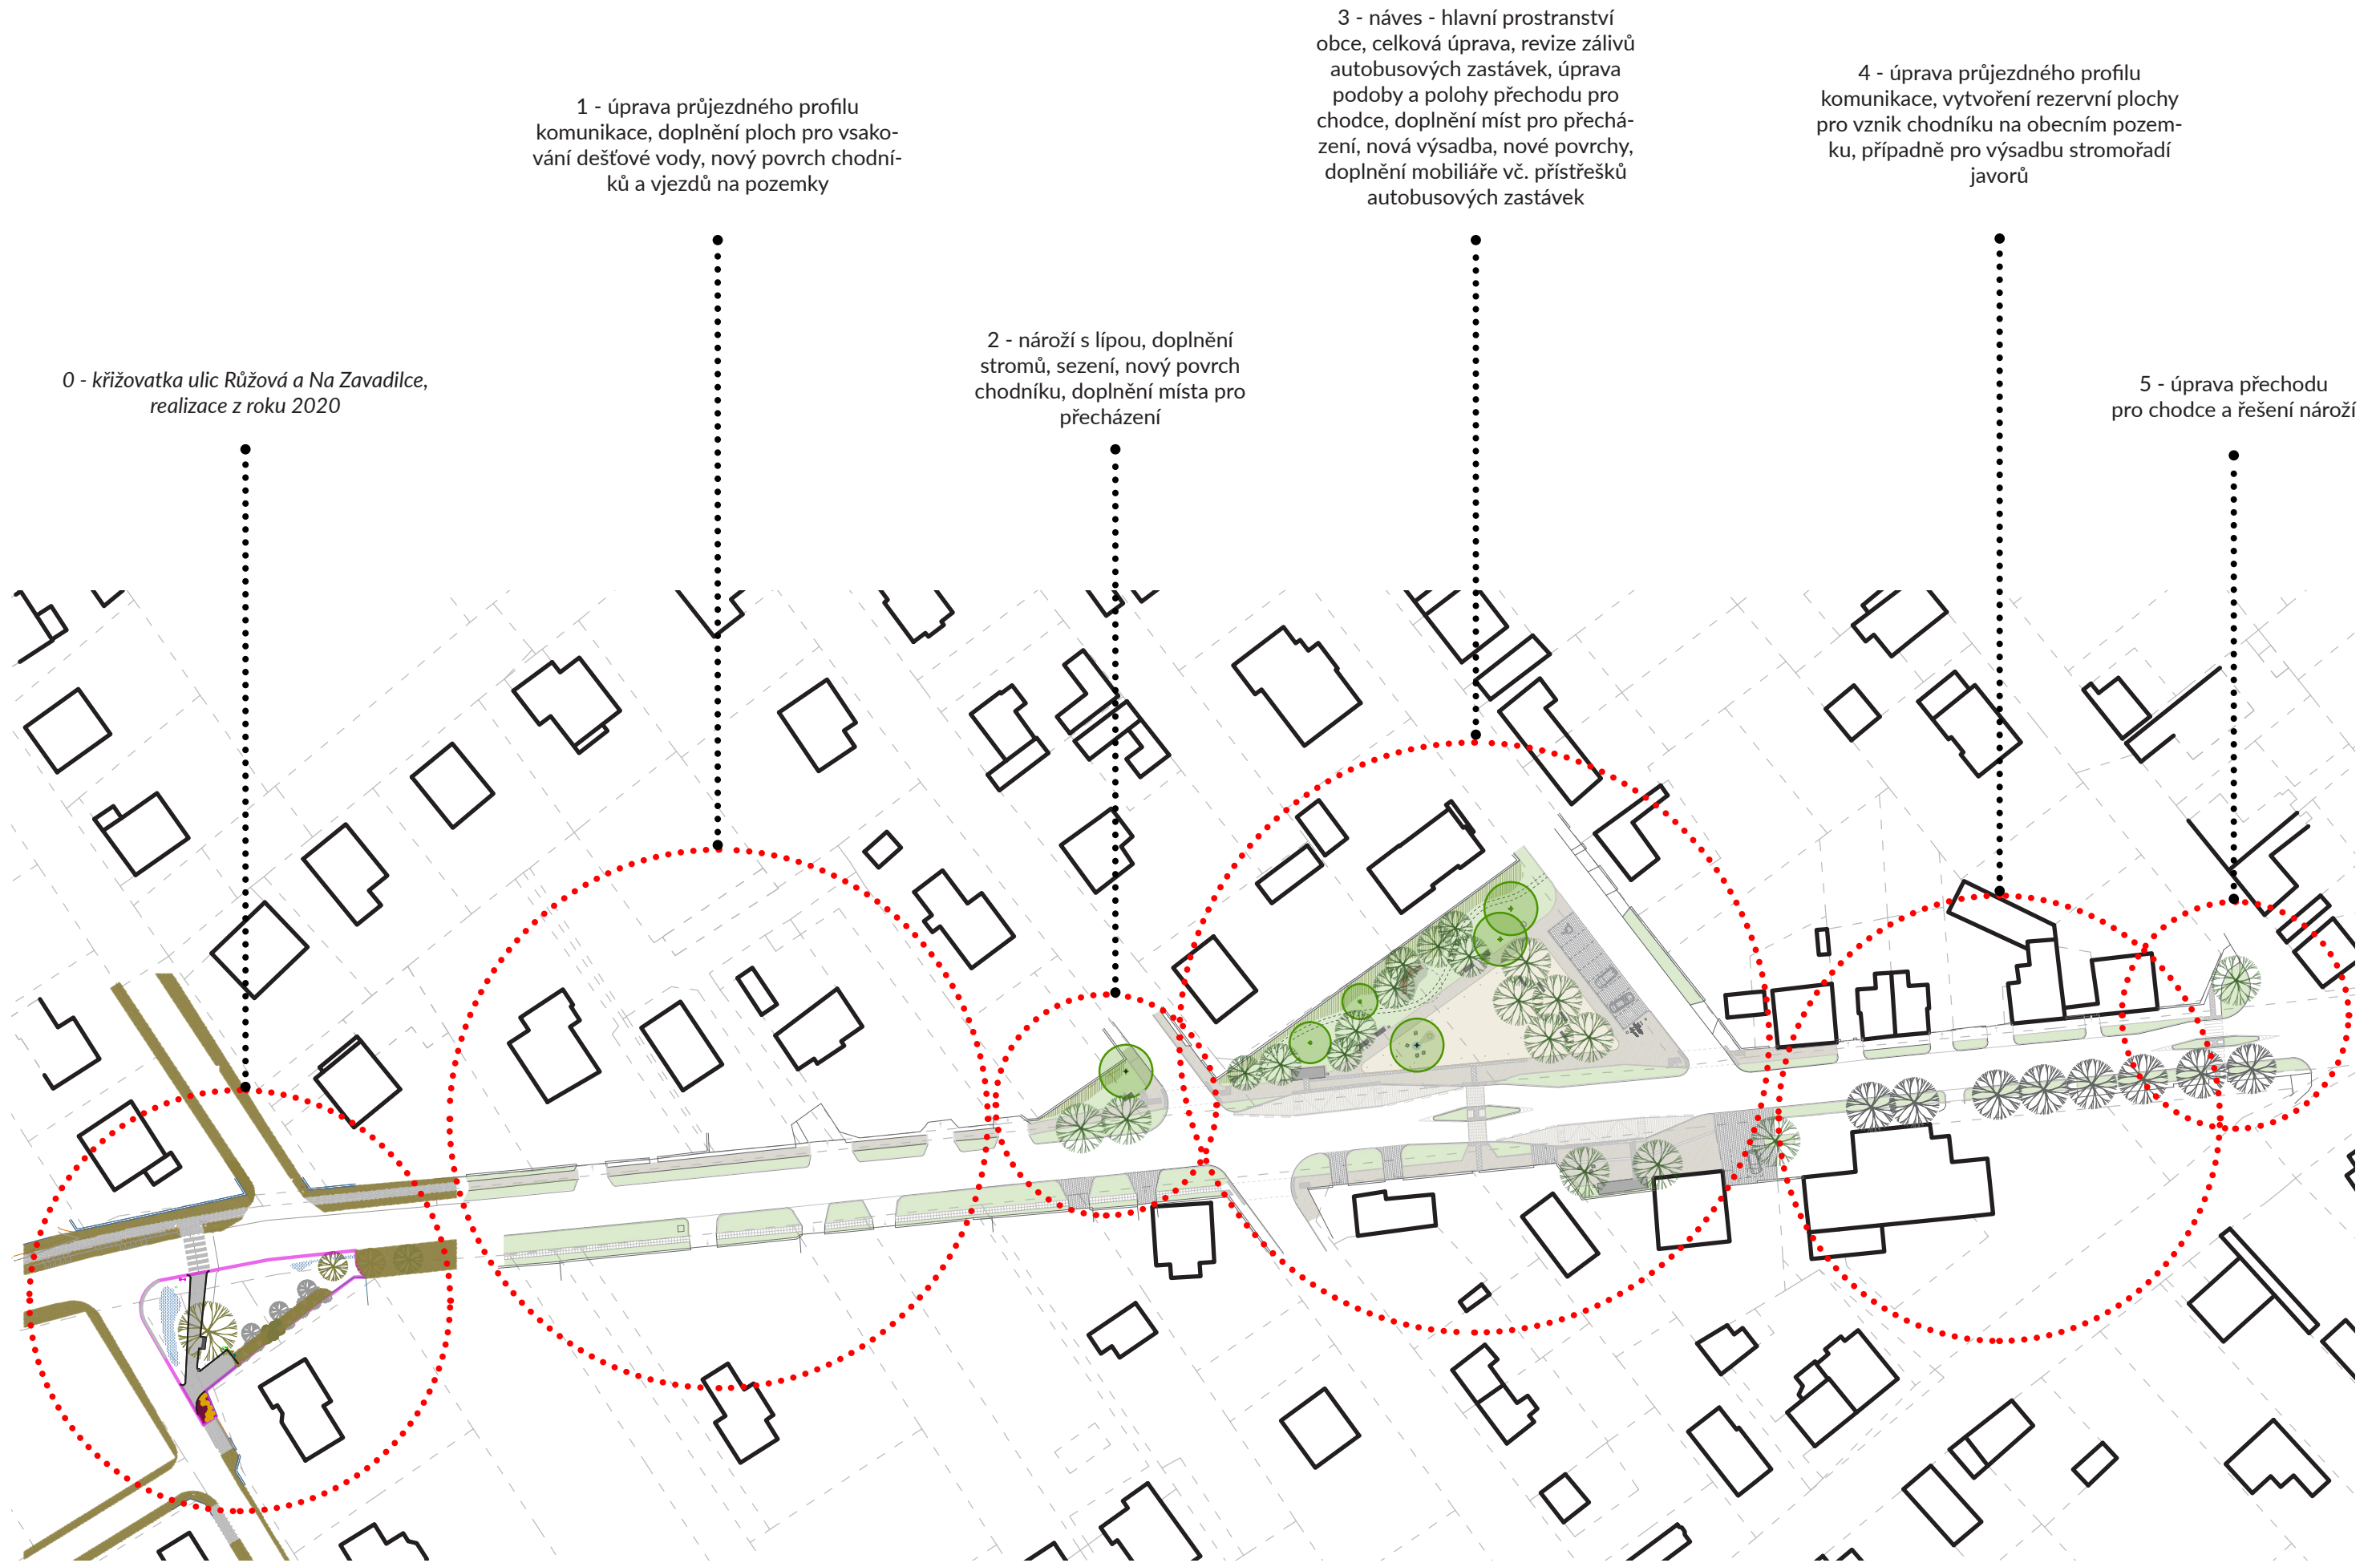 0 - křižovatka ulic Růžová a Na Zavadilce,
realizace z roku 2020
1 - úprava průjezdného profilu
komunikace, doplnění ploch pro vsako-
vání dešťové vody, nový povrch chodní-
ků a vjezdů na pozemky
2 - nároží s lípou, doplnění
stromů, sezení, nový povrch
chodníku, doplnění místa pro
přecházení
3 - náves - hlavní prostranství
obce, celková úprava, revize zálivů
autobusových zastávek, úprava
podoby a polohy přechodu pro
chodce, doplnění míst pro přechá-
zení, nová výsadba, nové povrchy,
doplnění mobiliáře vč. přístřešků
autobusových zastávek
4 - úprava průjezdného profilu
komunikace, vytvoření rezervní plochy
pro vznik chodníku na obecním pozem-
ku, případně pro výsadbu stromořadí
javorů
5 - úprava přechodu
pro chodce a řešení nároží